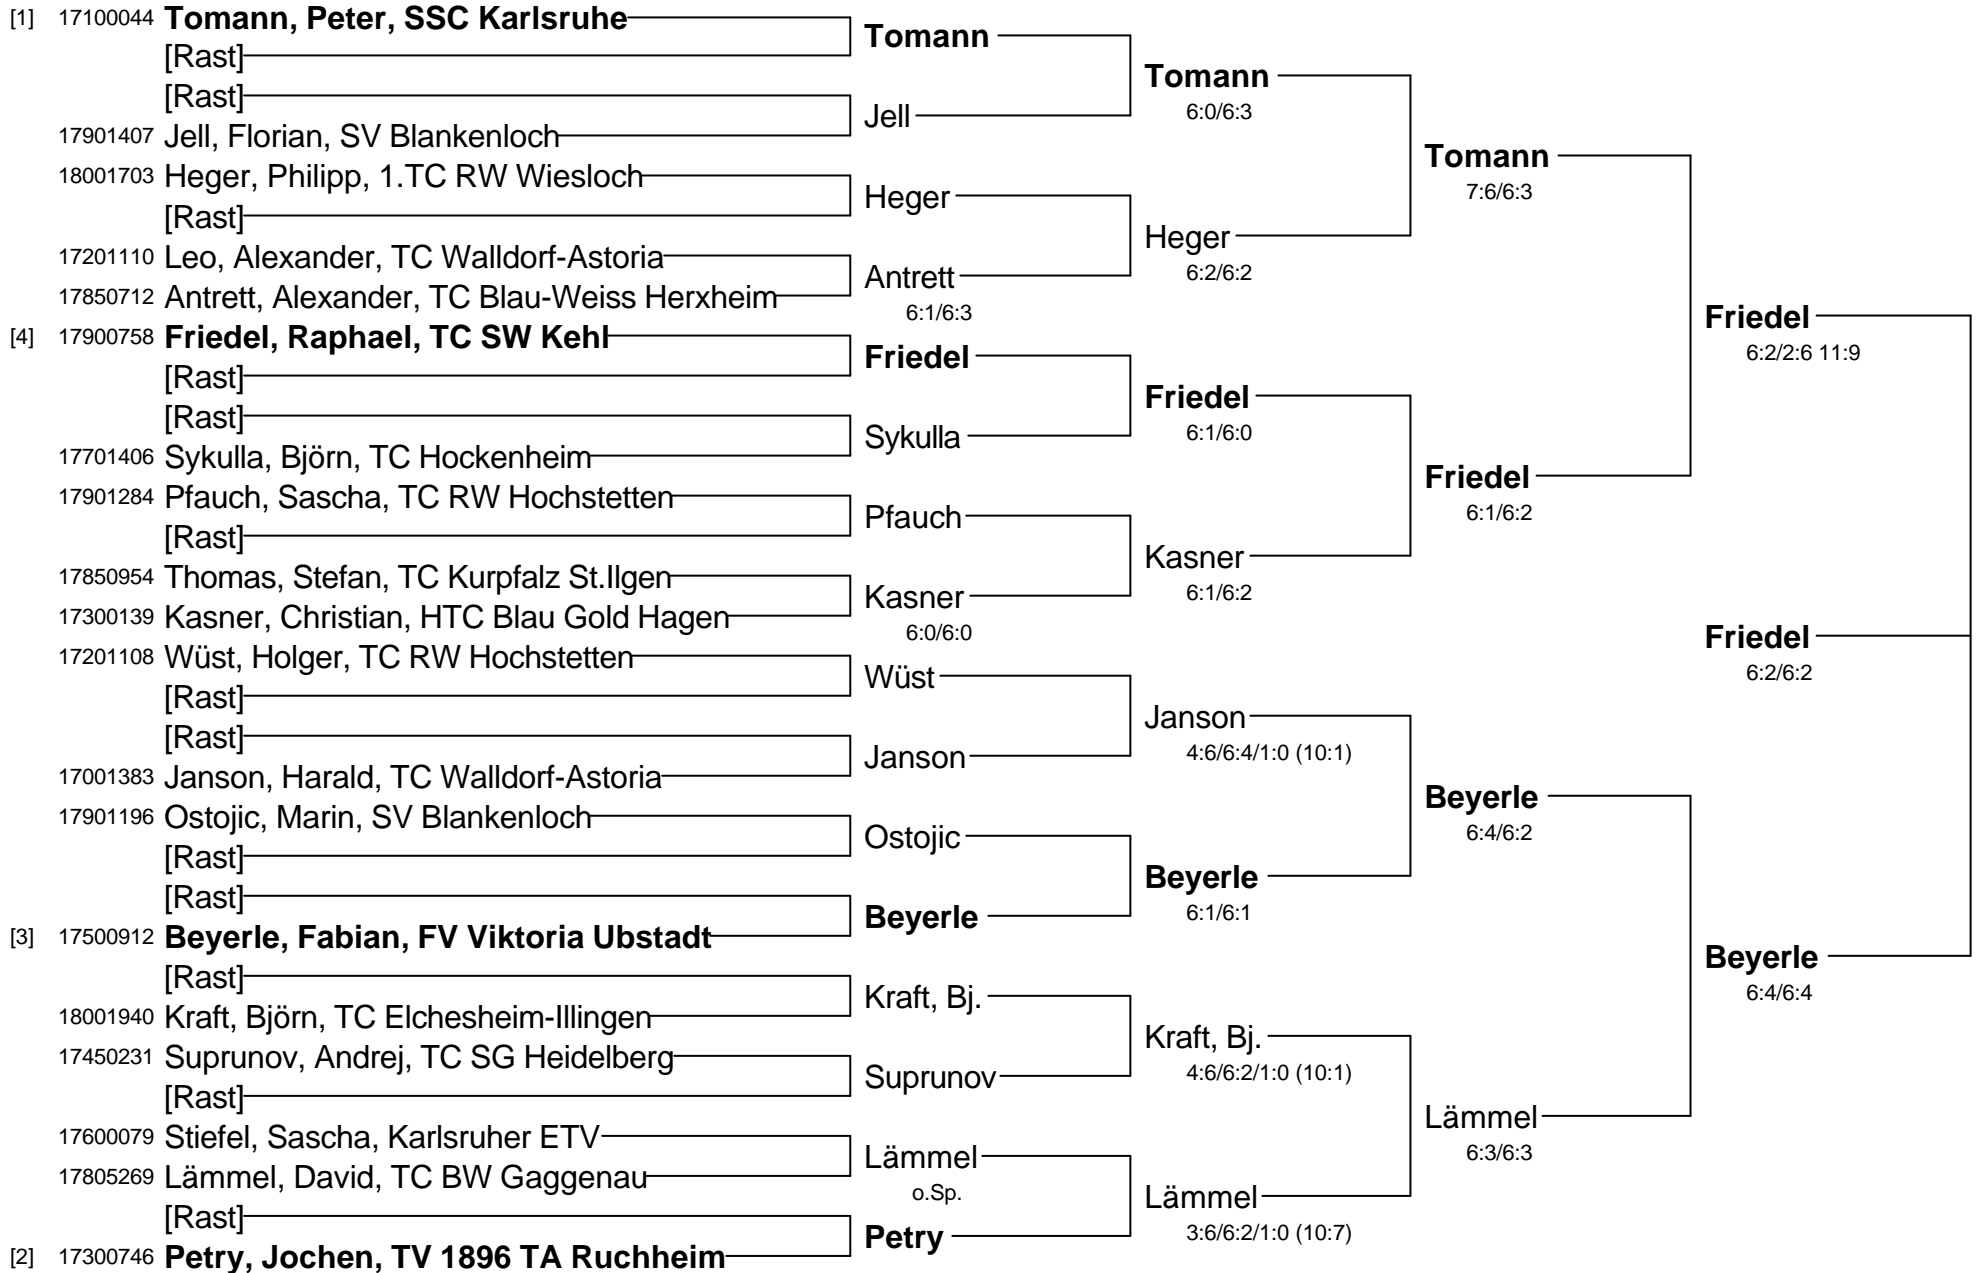 [1] 17100044 Tomann, Peter, SSC Karlsruhe
[Rast]
[Rast]
17901407 Jell, Florian, SV Blankenloch
18001703 Heger, Philipp, 1.TC RW Wiesloch
[Rast]
17201110 Leo, Alexander, TC Walldorf-Astoria
17850712 Antrett, Alexander, TC Blau-Weiss Herxheim
[4] 17900758 Friedel, Raphael, TC SW Kehl
[Rast]
[Rast]
17701406 Sykulla, Björn, TC Hockenheim
17901284 Pfauch, Sascha, TC RW Hochstetten
[Rast]
17850954 Thomas, Stefan, TC Kurpfalz St.Ilgen
17300139 Kasner, Christian, HTC Blau Gold Hagen
17201108 Wüst, Holger, TC RW Hochstetten
[Rast]
[Rast]
17001383 Janson, Harald, TC Walldorf-Astoria
17901196 Ostojic, Marin, SV Blankenloch
[Rast]
[Rast]
[3] 17500912 Beyerle, Fabian, FV Viktoria Ubstadt
[Rast]
18001940 Kraft, Björn, TC Elchesheim-Illingen
17450231 Suprunov, Andrej, TC SG Heidelberg
[Rast]
17600079 Stiefel, Sascha, Karlsruher ETV
17805269 Lämmel, David, TC BW Gaggenau
[Rast]
[2] 17300746 Petry, Jochen, TV 1896 TA Ruchheim
Tomann
Jell
Heger
Antrett
6:1/6:3
Friedel
Sykulla
Pfauch
Kasner
6:0/6:0
Wüst
Janson
Ostojic
Beyerle
Kraft, Bj.
Suprunov
Lämmel
o.Sp.
Petry
Tomann
6:0/6:3
Heger
6:2/6:2
Friedel
6:1/6:0
Kasner
6:1/6:2
Janson
4:6/6:4/1:0 (10:1)
Beyerle
6:1/6:1
Kraft, Bj.
4:6/6:2/1:0 (10:1)
Lämmel
3:6/6:2/1:0 (10:7)
Tomann
7:6/6:3
Friedel
6:1/6:2
Beyerle
6:4/6:2
Lämmel
6:3/6:3
Friedel
6:2/2:6 11:9
Friedel
6:2/6:2
Beyerle
6:4/6:4